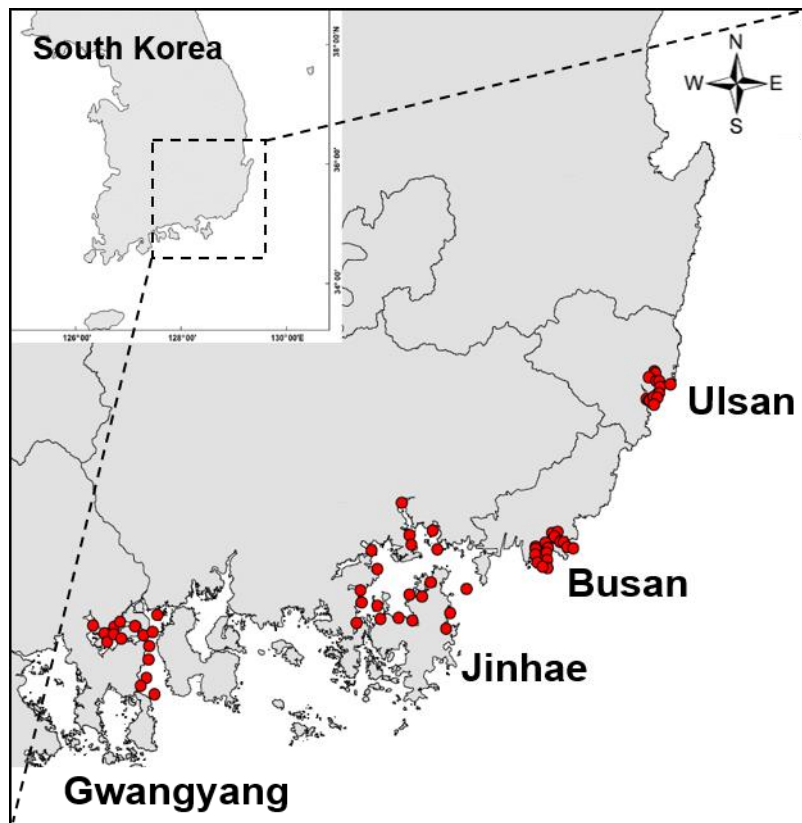 South Korea
38°00'N
N
W E
S
36°00'
34°00'
126°00' 128°00' 130°00'E
Ulsan
Busan
Jinhae
Gwangyang